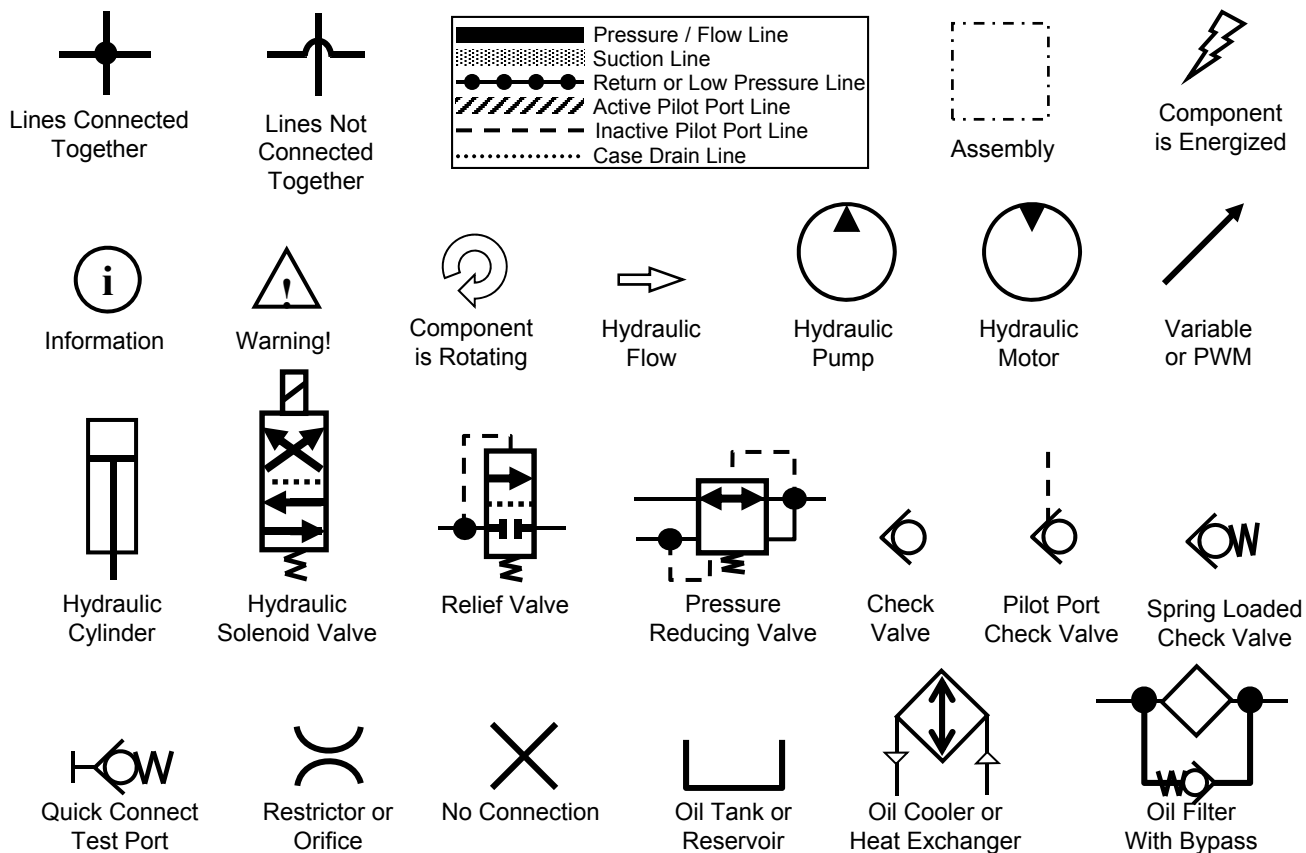 Lines Connected
Together
Lines Not
Connected
Together
Pressure / Flow Line
Suction Line
Return or Low Pressure Line
Active Pilot Port Line
Inactive Pilot Port Line
Case Drain Line
Assembly
Component
is Energized
i
Information
!
Warning!
Component
is Rotating
Hydraulic
Flow
Hydraulic
Pump
Hydraulic
Motor
Variable
or PWM
Hydraulic
Cylinder
Hydraulic
Solenoid Valve
Relief Valve
Pressure
Reducing Valve
Check
Valve
Pilot Port
Check Valve
Spring Loaded
Check Valve
Quick Connect
Test Port
Restrictor or
Orifice
No Connection
Oil Tank or
Reservoir
Oil Cooler or
Heat Exchanger
Oil Filter
With Bypass